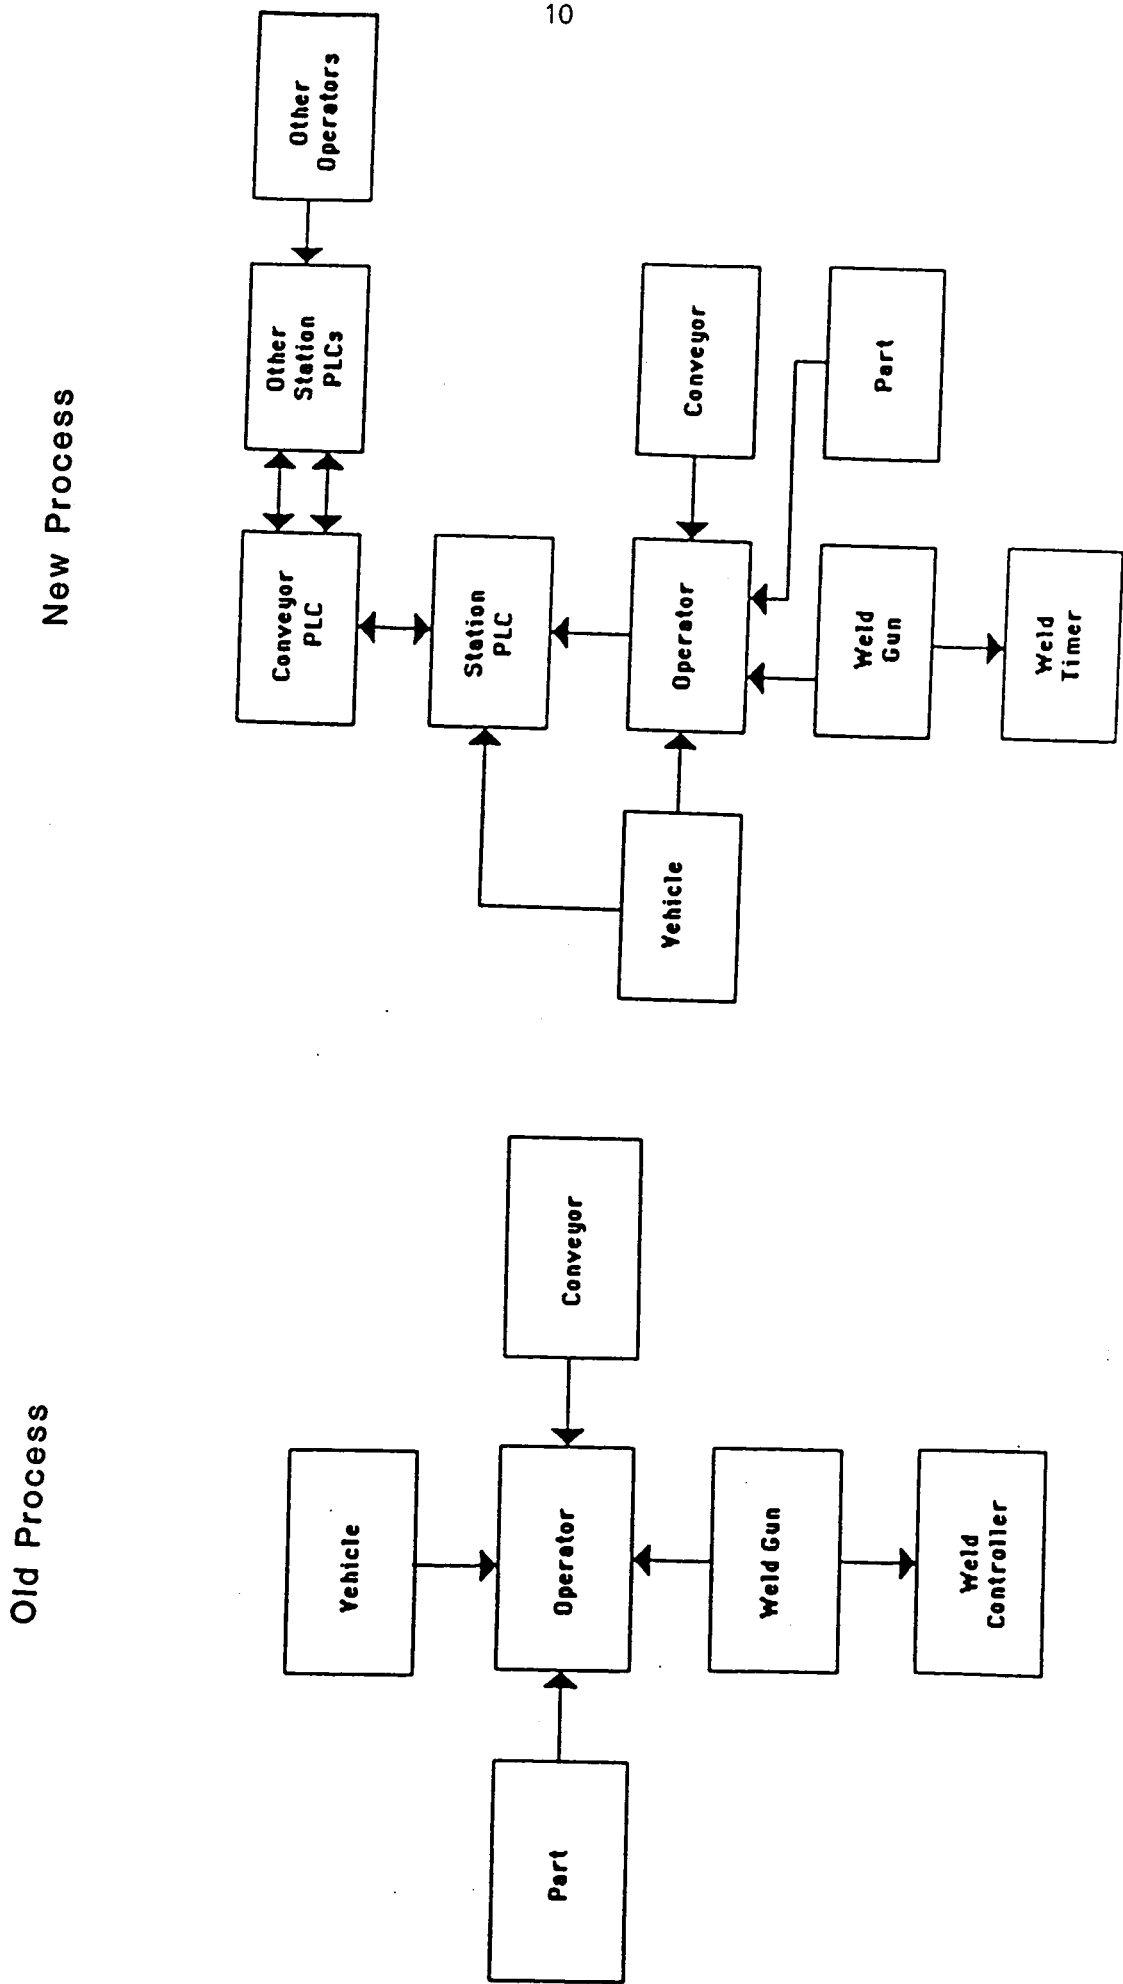 10
Old Process
Vehicle
Part
Operator
Conveyor
Weld Gun
Weld
Controller
New Process
Conveyor
PLC
Other
Station
PLCs
Other
Operators
Station
PLC
Vehicle
Operator
Conveyor
Weld
Gun
Part
Weld
Timer